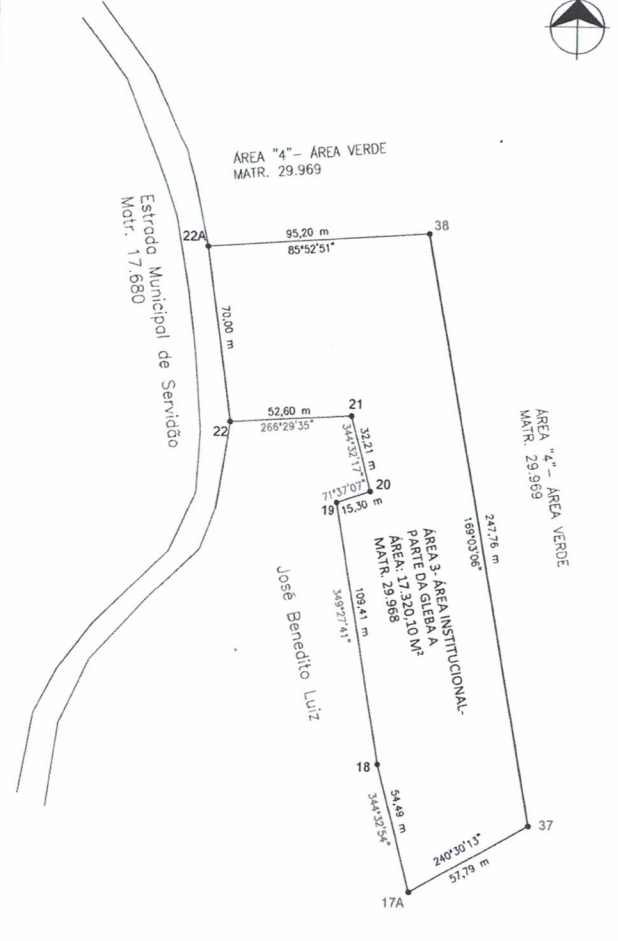 ÁREA "4"– ÁREA VERDE
MATR. 29.969
Estrada Municipal de Servidão
Matr. 17.680
22A
95,20 m
85°52'51"
38
70,00 m
22
52,60 m
266°29'35"
21
32,21 m
344°32'17"
20
71°37'07"
15,30 m
19
ÁREA "4"– ÁREA VERDE
MATR. 29.969
247,76 m
169°03'06"
ÁREA 3- ÁREA INSTITUCIONAL-
PARTE DA GLEBA A
ÁREA: 17.320,10 M²
MATR. 29.968
109,41 m
349°27'41"
José Benedito Luiz
18
54,49 m
344°32'54"
37
240°30'13"
57,79 m
17A